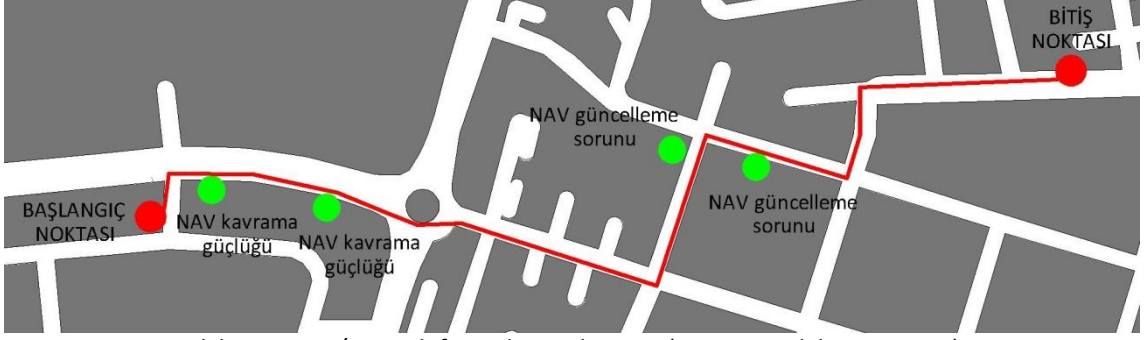 BİTİŞ
NOKTASI
NAV güncelleme
sorunu
BAŞLANGIÇ
NOKTASI
NAV kavrama
güçlüğü
NAV kavrama
güçlüğü
NAV güncelleme
sorunu